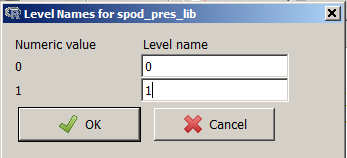 Level Names for spod_pres_lib
Numeric value Level name
0 0
1 1
OK Cancel